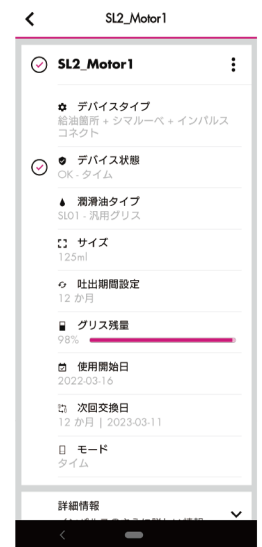 SL2_Motor1
SL2_Motor1
デバイスタイプ
給油箇所 + シマルーべ + インパルス
コネクト
デバイス状態
OK - タイム
潤滑油タイプ
SL01 - 汎用グリス
サイズ
125ml
吐出期間設定
12 か月
グリス残量
98%
使用開始日
2022-03-16
次回交換日
12 か月 | 2023-03-11
モード
タイム
詳細情報